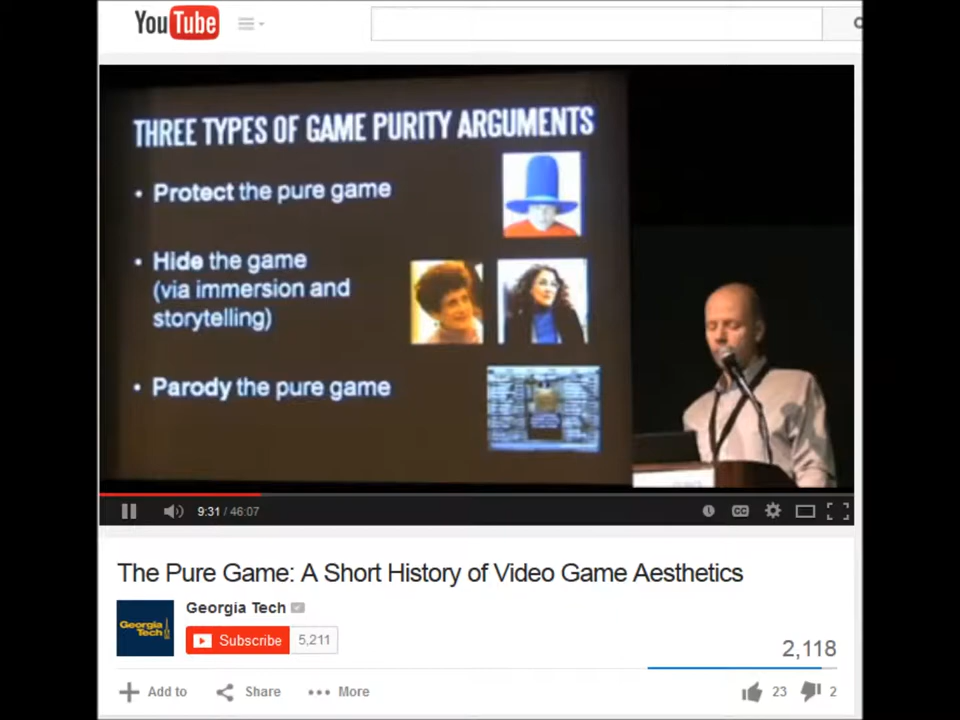 YouTube
THREE TYPES OF GAME PURITY ARGUMENTS
• Protect the pure game
• Hide the game
(via immersion and
storytelling)
• Parody the pure game
9:31 / 46:07
CC
The Pure Game: A Short History of Video Game Aesthetics
Georgia Tech
Georgia
Tech
Subscribe 5,211
2,118
Add to Share More 23 2